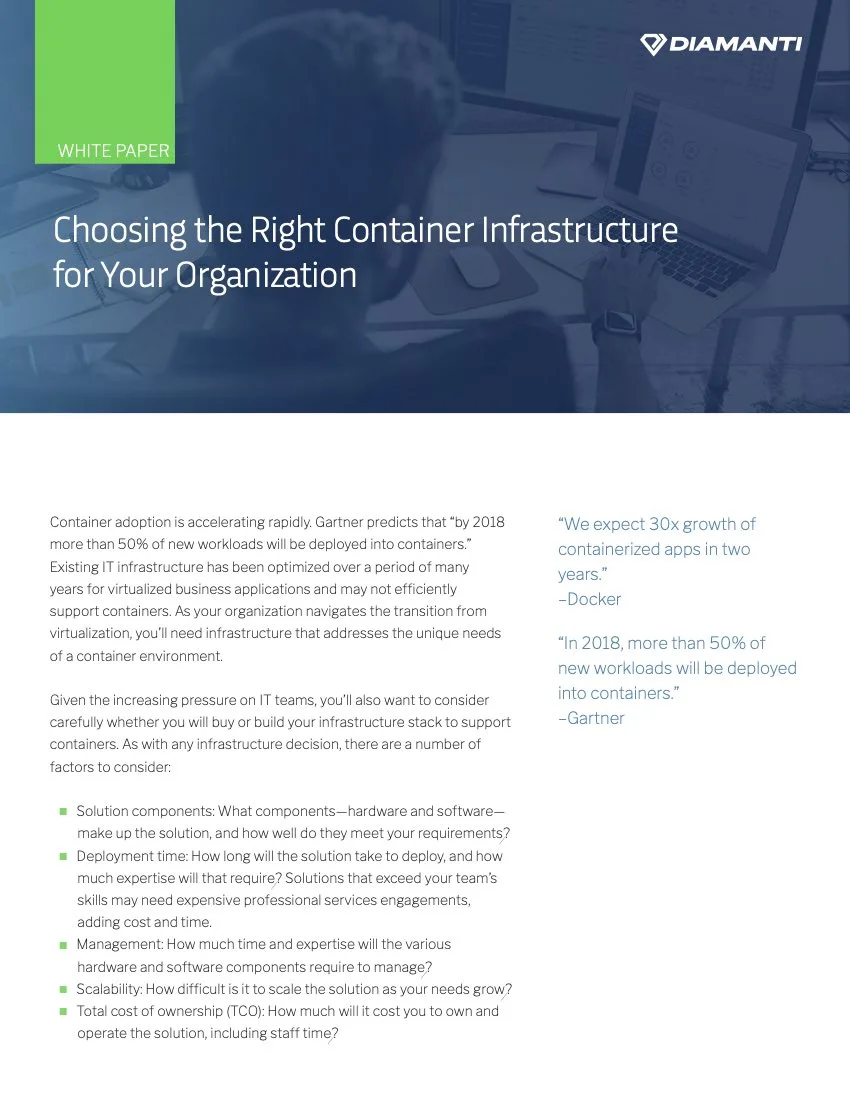 DIAMANTI
WHITE PAPER
Choosing the Right Container Infrastructure
for Your Organization
Container adoption is accelerating rapidly. Gartner predicts that “by 2018
more than 50% of new workloads will be deployed into containers.”
Existing IT infrastructure has been optimized over a period of many
years for virtualized business applications and may not efficiently
support containers. As your organization navigates the transition from
virtualization, you’ll need infrastructure that addresses the unique needs
of a container environment.
Given the increasing pressure on IT teams, you’ll also want to consider
carefully whether you will buy or build your infrastructure stack to support
containers. As with any infrastructure decision, there are a number of
factors to consider:
■ Solution components: What components—hardware and software—
make up the solution, and how well do they meet your requirements?
■ Deployment time: How long will the solution take to deploy, and how
much expertise will that require? Solutions that exceed your team’s
skills may need expensive professional services engagements,
adding cost and time.
■ Management: How much time and expertise will the various
hardware and software components require to manage?
■ Scalability: How difficult is it to scale the solution as your needs grow?
■ Total cost of ownership (TCO): How much will it cost you to own and
operate the solution, including staff time?
“We expect 30x growth of
containerized apps in two
years.”
–Docker
“In 2018, more than 50% of
new workloads will be deployed
into containers.”
–Gartner